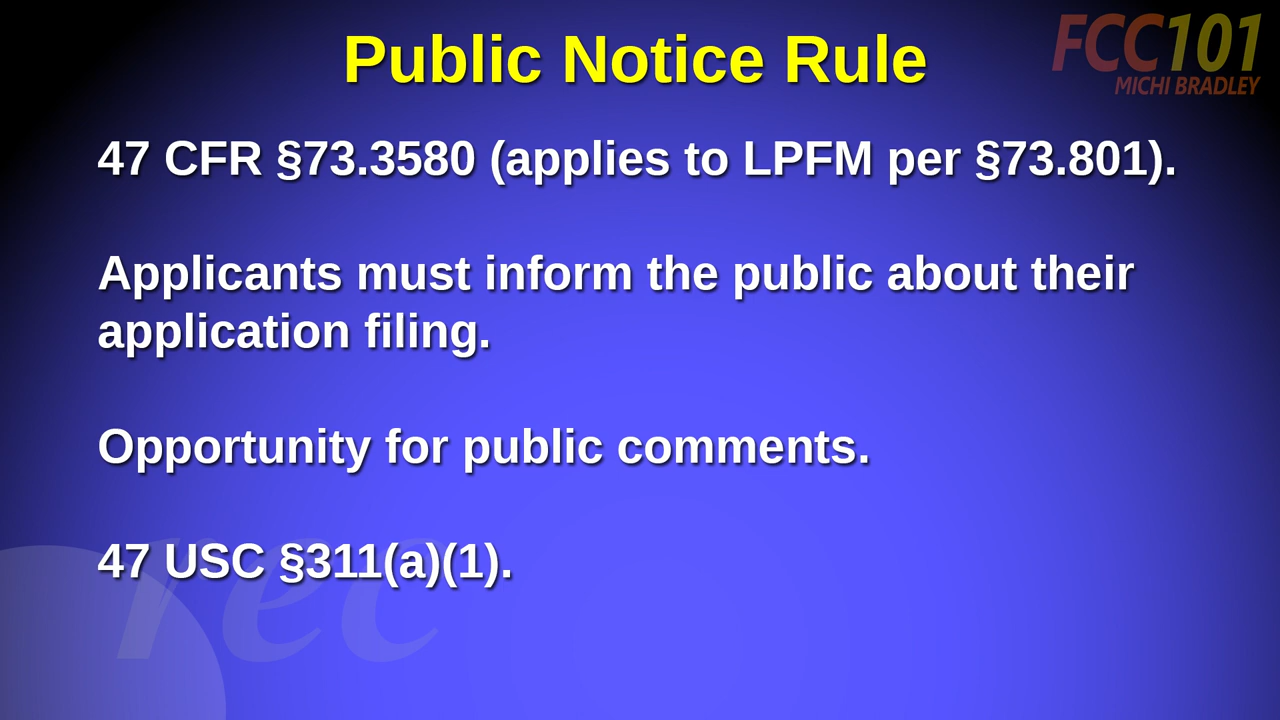 FCC101
MICHI BRADLEY
Public Notice Rule
47 CFR §73.3580 (applies to LPFM per §73.801).
Applicants must inform the public about their
application filing.
Opportunity for public comments.
47 USC §311(a)(1).
rec